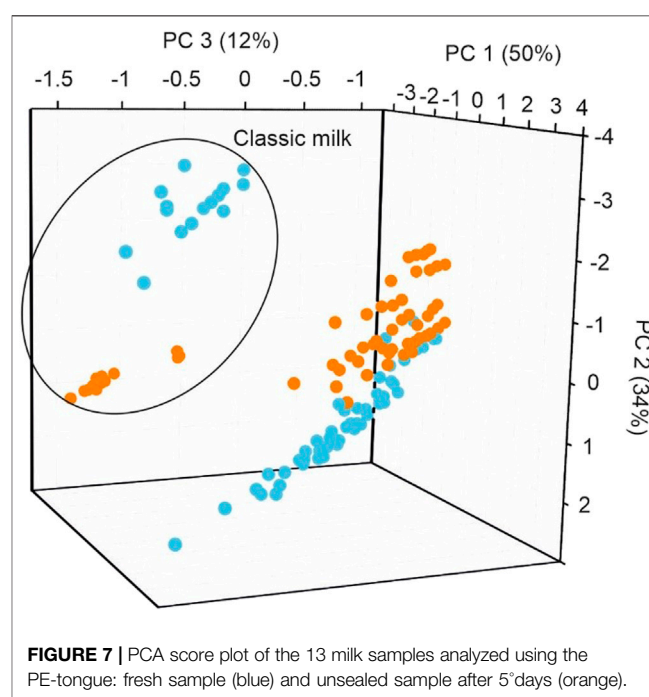 PC 3 (12%)
PC 1 (50%)
-1.5 -1 -0.5 0 -0.5 -1
-3 -2 -1 0 1 2 3 4
Classic milk
-4
-3
-2
-1
0
1
2
PC 2 (34%)
FIGURE 7 | PCA score plot of the 13 milk samples analyzed using the
PE-tongue: fresh sample (blue) and unsealed sample after 5°days (orange).